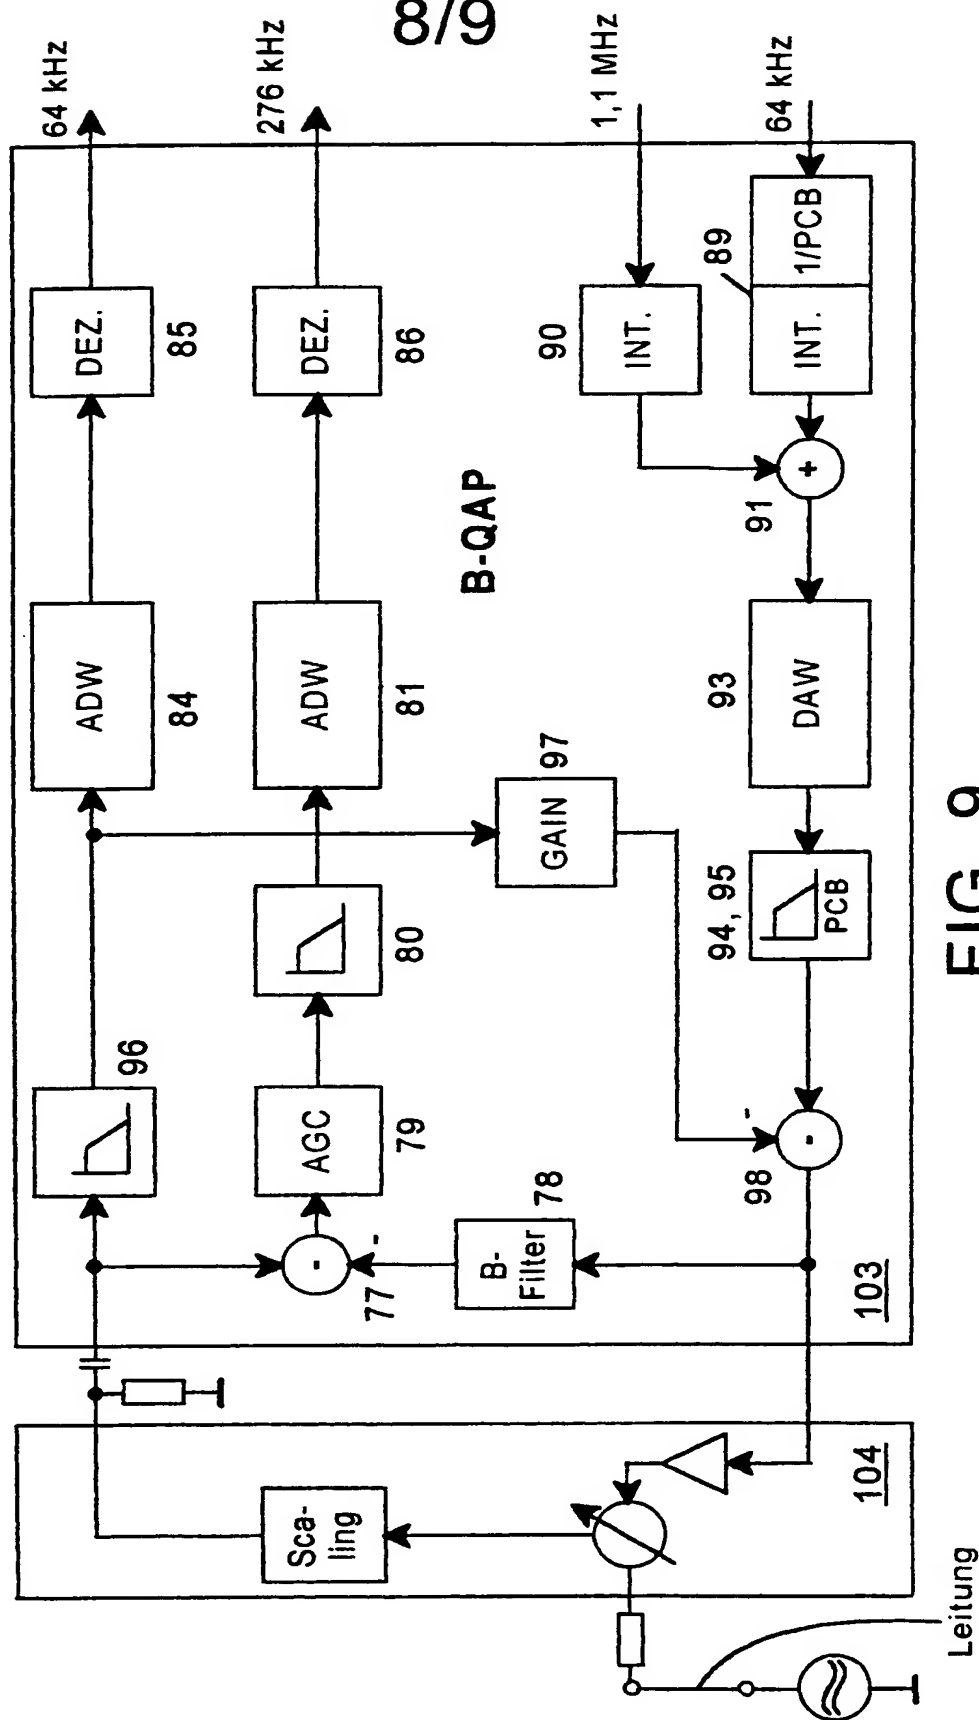 8/9
64 kHz
276 kHz
1,1 MHz
64 kHz
DEZ.
85
DEZ.
86
90
INT.
89
INT.
1/PCB
ADW
84
ADW
81
B-QAP
91
+
93
DAW
GAIN
97
94, 95
PCB
96
80
AGC
79
77
-
-
B-
Filter
78
98
-
-
103
Sca-
ling
104
Leitung
FIG. 9